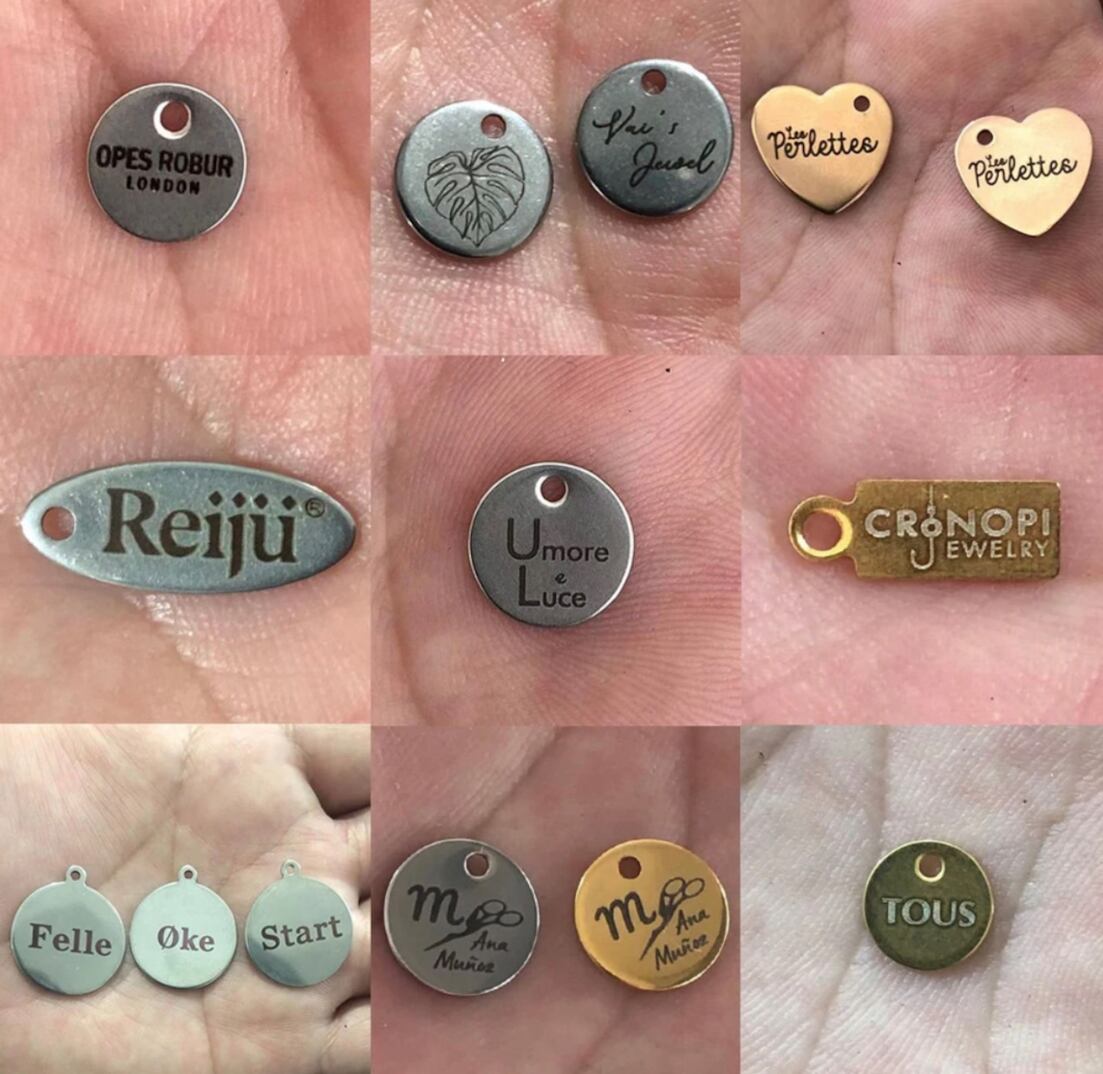 OPES ROBUR
LONDON
Vai's
Jewel
Les
Perlettes
Les
Perlettes
Reijü®
Umore
e
Luce
CRONOPI
JEWELRY
Felle
Øke
Start
m
Ana
Muñoz
m
Ana
Muñoz
TOUS